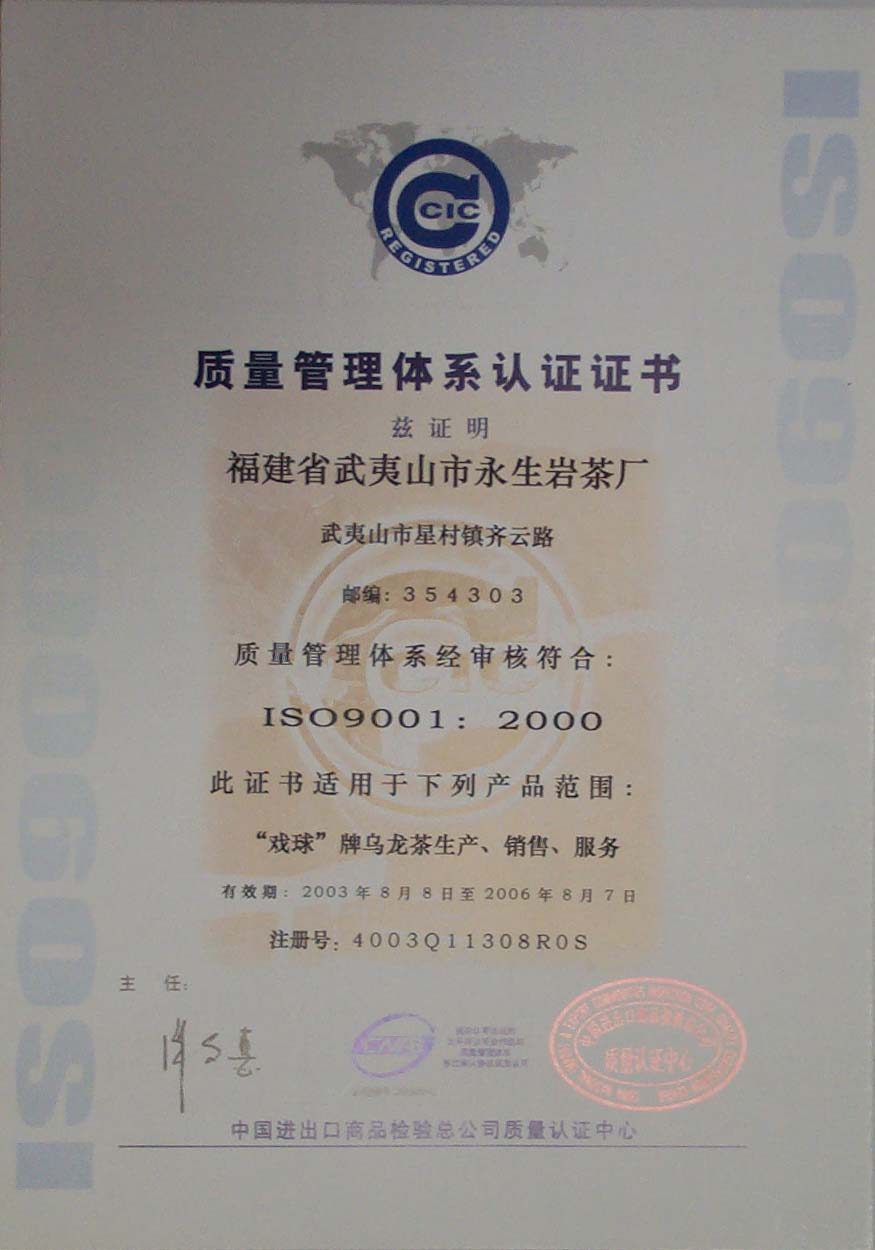 CIC
REGISTERED
质量管理体系认证证书
兹证明
福建省武夷山市永生岩茶厂
武夷山市星村镇齐云路
邮编：354303
质量管理体系经审核符合：
ISO9001：2000
此证书适用于下列产品范围：
“戏球”牌乌龙茶生产、销售、服务
有效期：2003年8月8日至2006年8月7日
注册号：4003Q11308R0S
主 任：
质量认证中心
中国进出口商品检验总公司质量认证中心
ISO9001
ISO9001